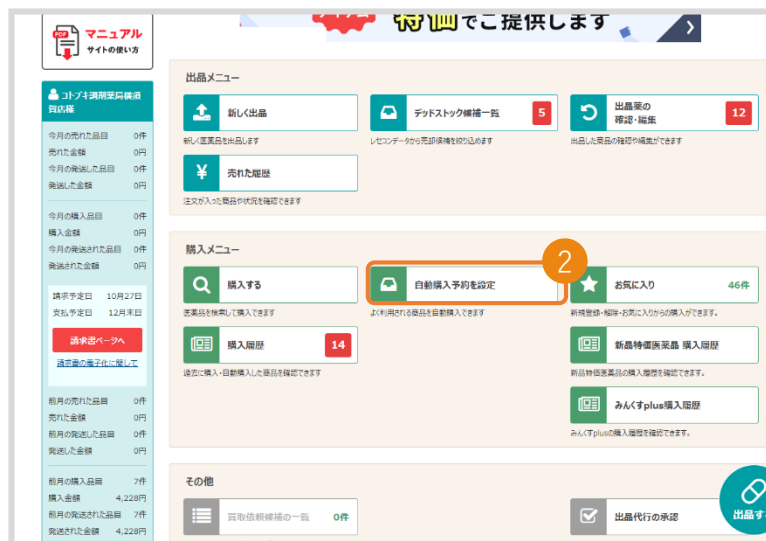 特価でご提供します
PDF
マニュアル
サイトの使い方
コトブキ調剤薬局横須
賀店様
今月の売れた品目 0件
売れた金額 0円
今月の発送した品目 0件
発送した金額 0円
今月の購入品目 0件
購入金額 0円
今月の発送された品目 0件
発送された金額 0円
請求予定日 10月27日
支払予定日 12月末日
請求書ページへ
請求書の電子化に関して
前月の売れた品目 0件
売れた金額 0円
前月の発送した品目 0件
発送した金額 0円
前月の購入品目 7件
購入金額 4,228円
前月の発送された品目 7件
発送された金額 4,228円
出品メニュー
新しく出品
新しく医薬品を出品します
デッドストック候補一覧 5
レセコンデータから売却候補を絞り込めます
出品薬の
確認・編集 12
出品した商品の確認や編集ができます
売れた履歴
注文が入った商品や状況を確認できます
購入メニュー
2
購入する
医薬品を検索して購入できます
自動購入予約を設定
よく利用される商品を自動購入できます
お気に入り 46件
新規登録・解除・お気に入りからの購入ができます。
購入履歴 14
過去に購入・自動購入した商品を確認できます
新品特価医薬品 購入履歴
新品特価医薬品の購入履歴を確認できます。
みんくすplus購入履歴
みんくすplusの購入履歴を確認できます。
その他
買取依頼候補の一覧 0件
出品代行の承認
出品す